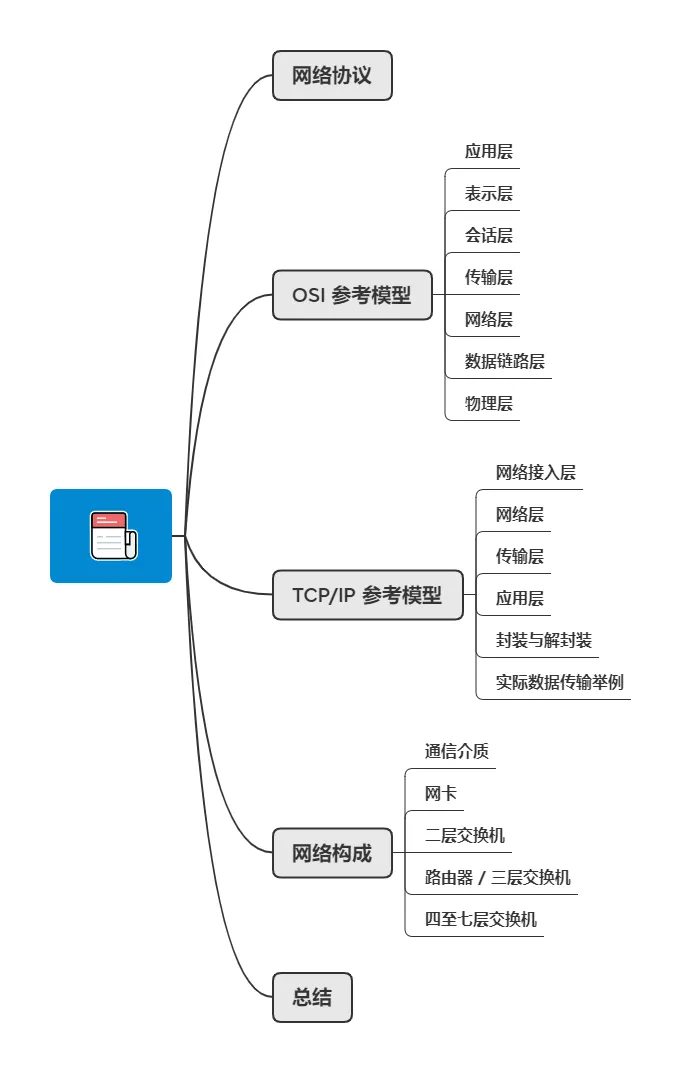 网络协议
OSI 参考模型
应用层
表示层
会话层
传输层
网络层
数据链路层
物理层
TCP/IP 参考模型
网络接入层
网络层
传输层
应用层
封装与解封装
实际数据传输举例
网络构成
通信介质
网卡
二层交换机
路由器 / 三层交换机
四至七层交换机
总结